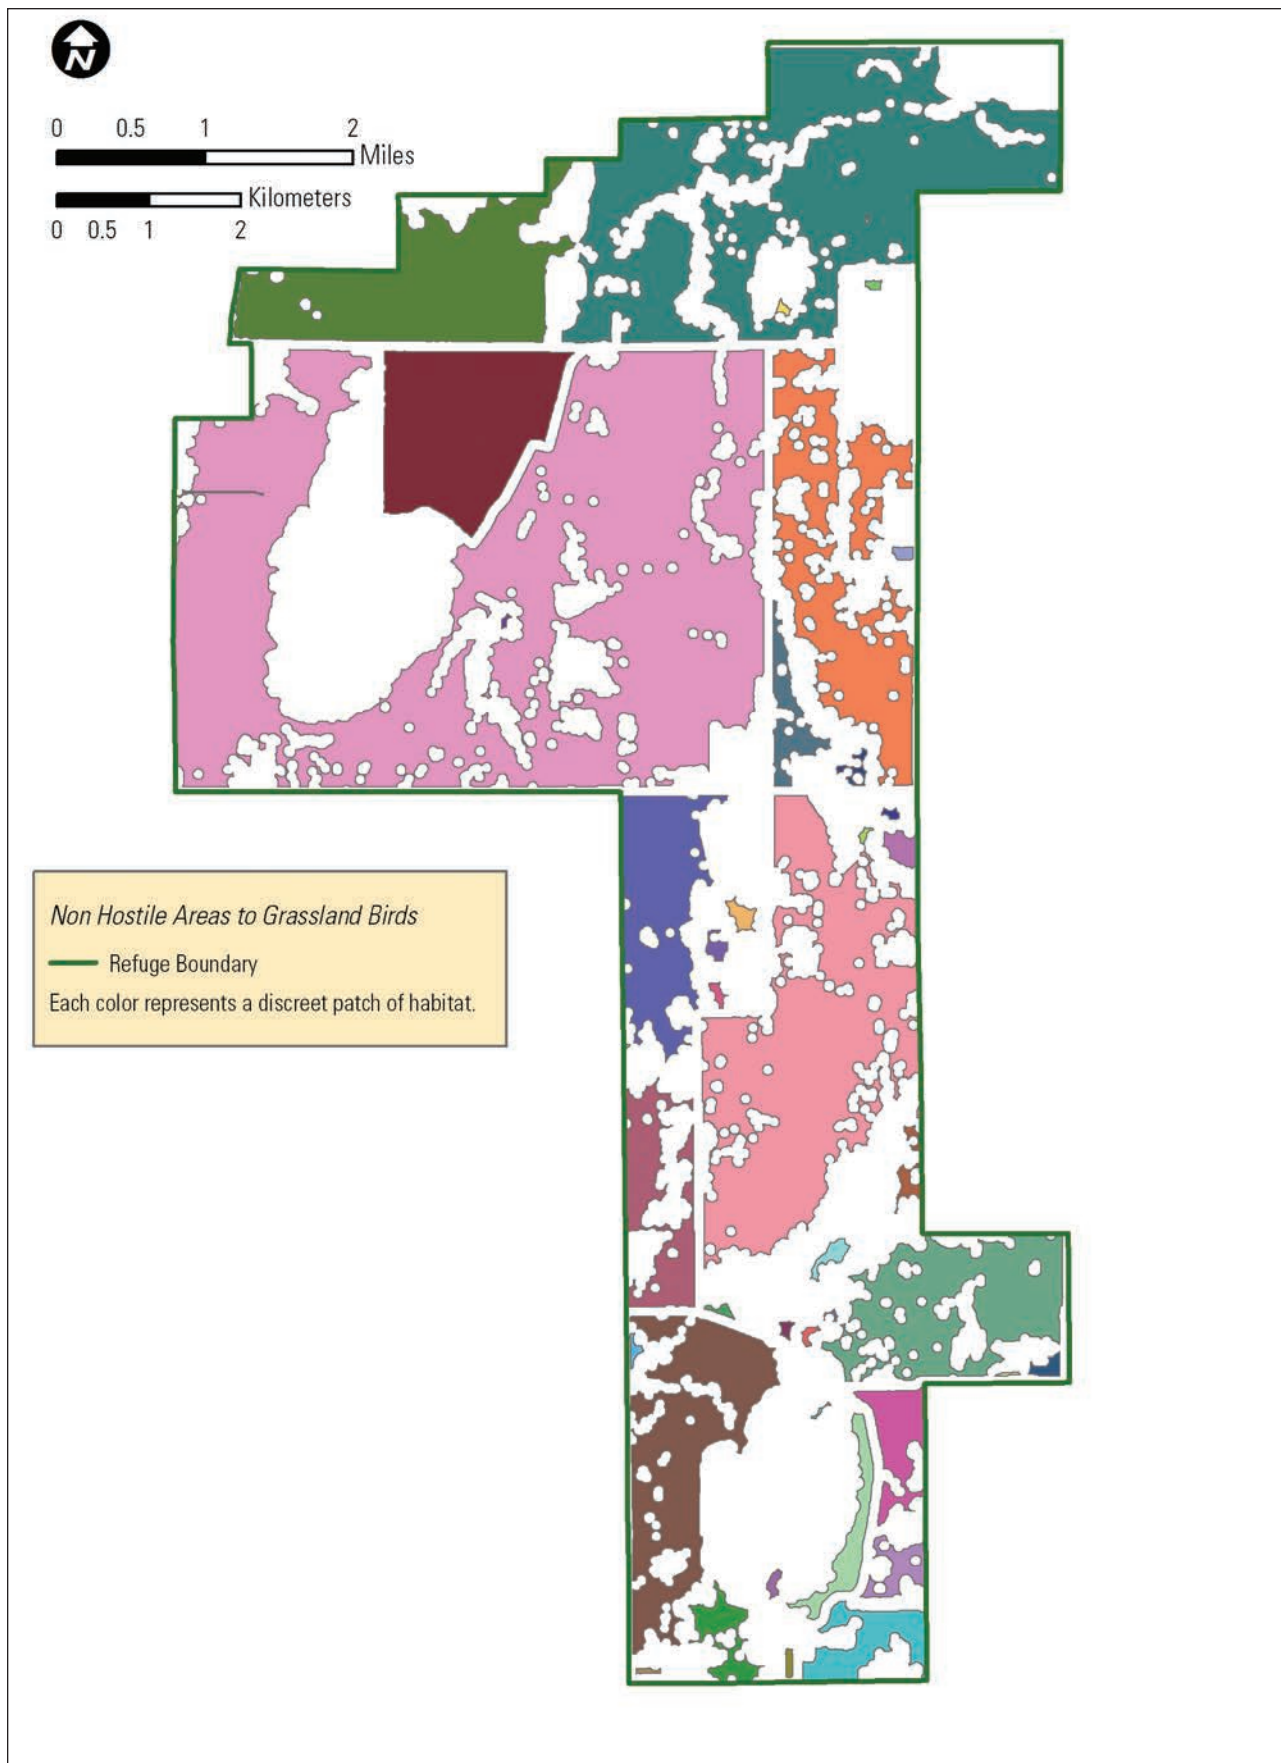 N
0 0.5 1 2
Miles
Kilometers
0 0.5 1 2
Non Hostile Areas to Grassland Birds
Refuge Boundary
Each color represents a discreet patch of habitat.